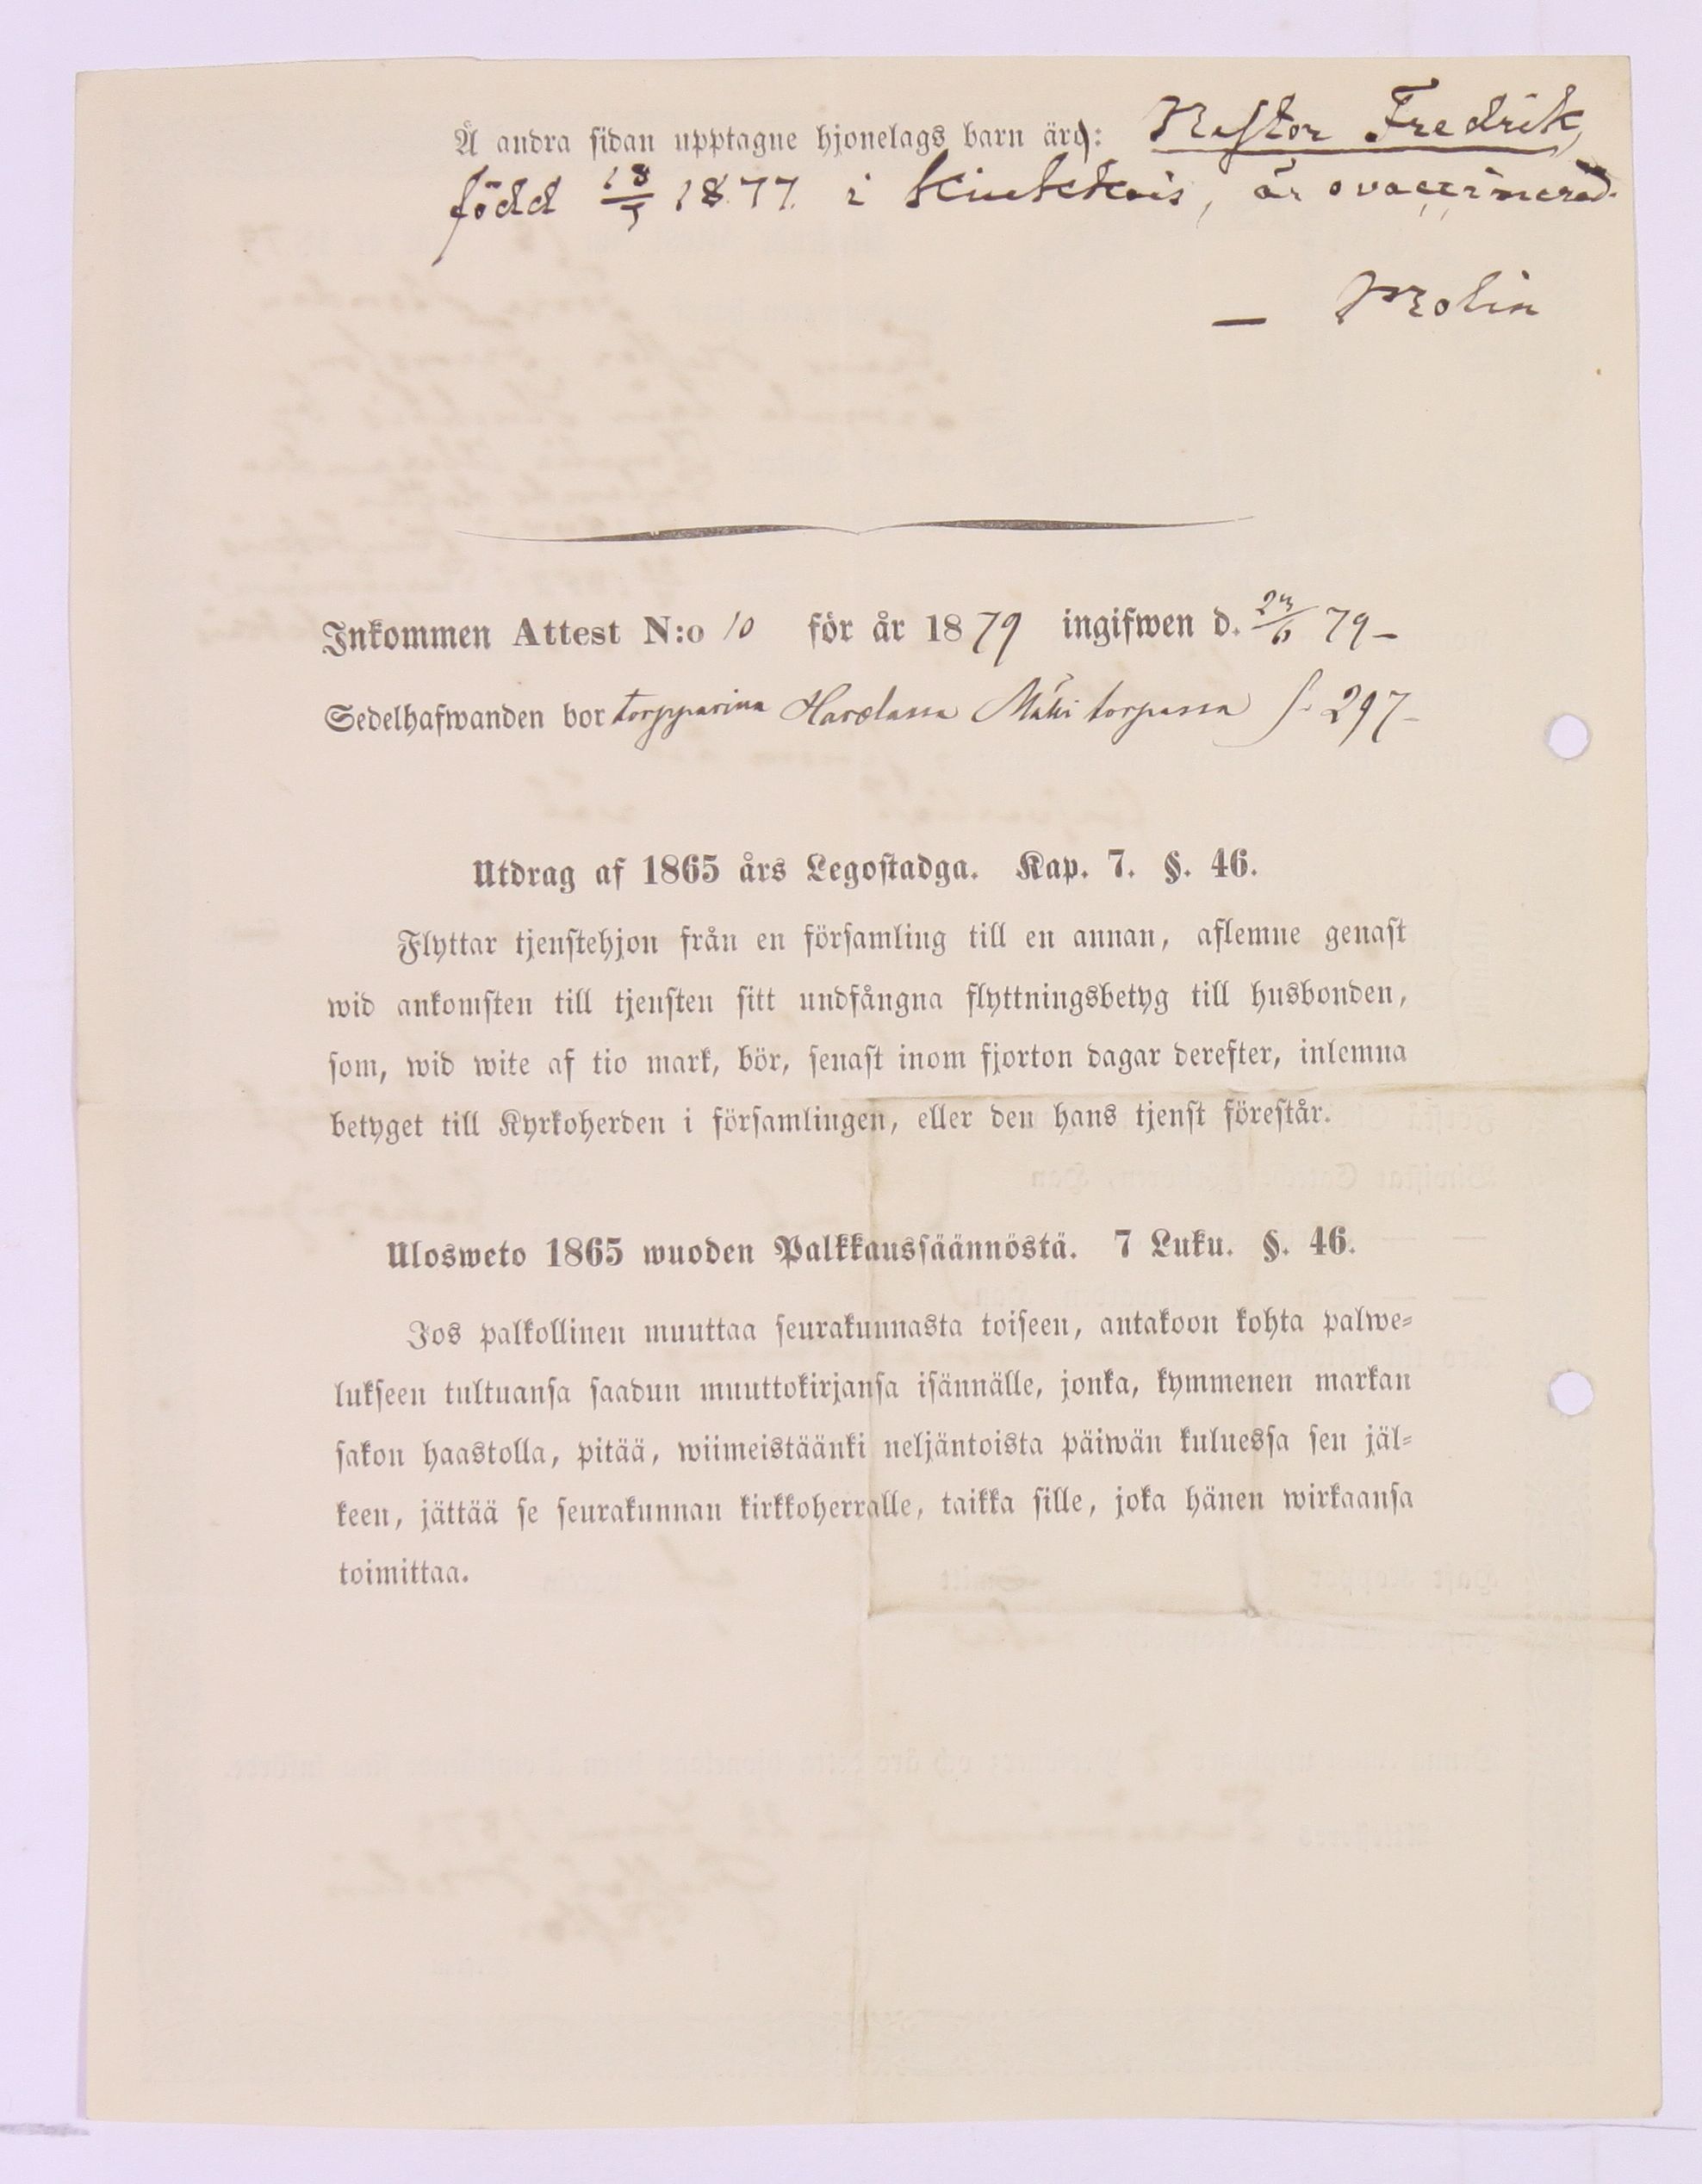 Å andra sidan upptagne hjonelags barn äro: Nestor Fredrik,
född 18/5 1877 i Kiukkois, är ovaccinerad.
— Molin
Inkommen Attest N:o 10 för år 1879 ingifwen d. 24/6 79 –
Sedelhafwanden bor torpparina Mäki torpassa s. 297 –
Utdrag af 1865 års Legostadga. Kap. 7. §. 46.
Flyttar tjenstehjon från en församling till en annan, aflemne genast
wid ankomsten till tjensten sitt undfångna flyttningsbetyg till husbonden,
som, wid wite af tio mark, bör, senast inom fjorton dagar derefter, inlemna
betyget till Kyrkoherden i församlingen, eller den hans tjenst förestår.
Ulosweto 1865 wuoden Palkkaussäännöstä. 7 Luku. §. 46.
Jos palkollinen muuttaa seurakunnasta toiseen, antakoon kohta palwe-
lukseen tultuansa saadun muuttokirjansa isännälle, jonka, kymmenen markan
sakon haastolla, pitää, wiimeistäänki neljäntoista päiwän kuluessa sen jäl-
keen, jättää se seurakunnan kirkkoherralle, taikka sille, joka hänen wirkaansa
toimittaa.